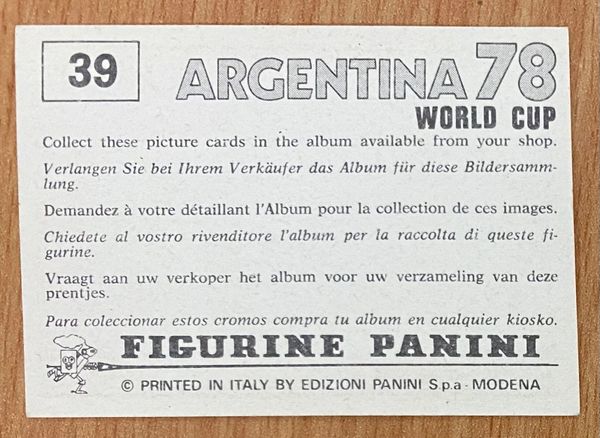 39
ARGENTINA 78
WORLD CUP
Collect these picture cards in the album available from your shop.
Verlangen Sie bei Ihrem Verkäufer das Album für diese Bildersamm-
lung.
Demandez à votre détaillant l'Album pour la collection de ces images.
Chiedete al vostro rivenditore l'album per la raccolta di queste fi-
gurine.
Vraagt aan uw verkoper het album voor uw verzameling van deze
prentjes.
Para coleccionar estos cromos compra tu album en cualquier kiosko.
FIGURINE PANINI
© PRINTED IN ITALY BY EDIZIONI PANINI S.p.a - MODENA